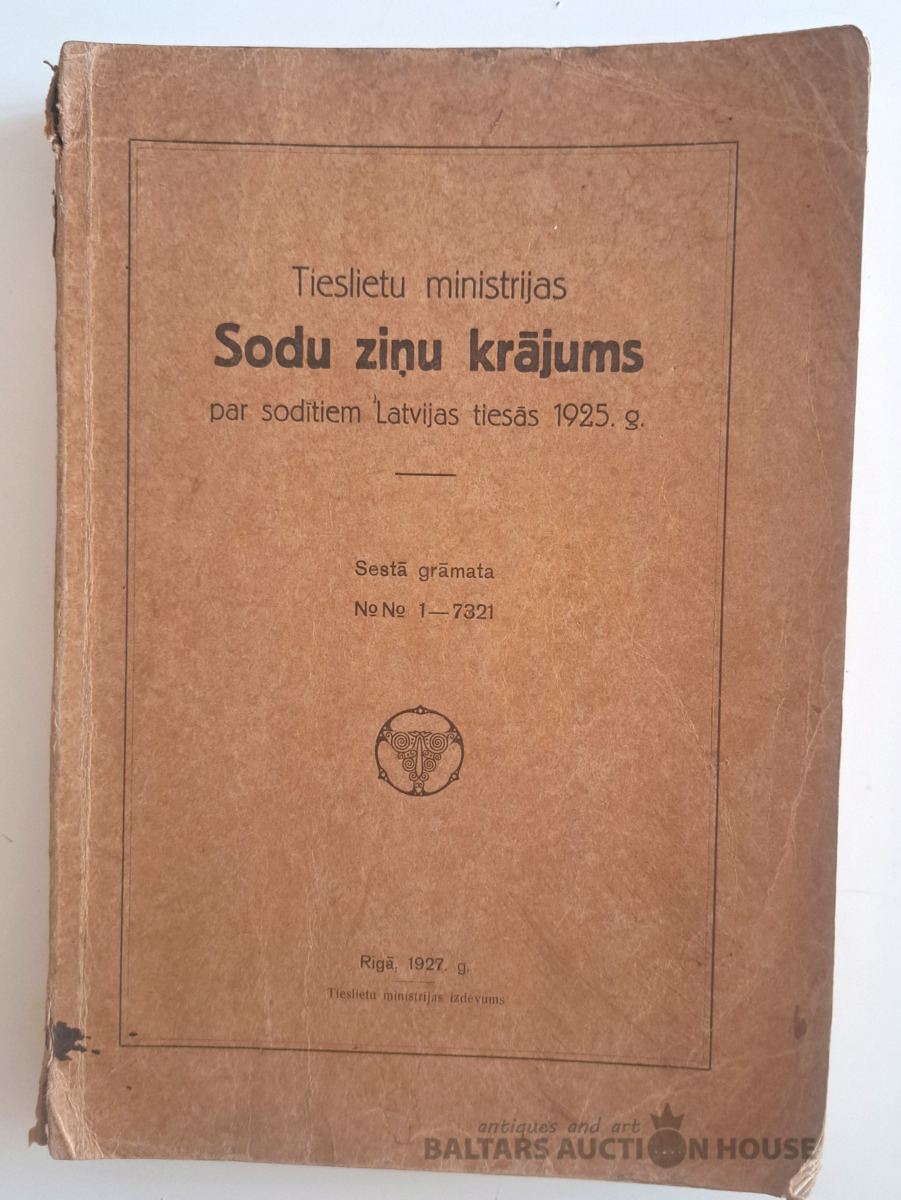 Tieslietu ministrijas
Sodu ziņu krājums
par sodītiem Latvijas tiesās 1925. g.
Sestā grāmata
№№ 1—7321
Rīgā, 1927. g.
Tieslietu ministrijas izdevums
antiques and art
BALTARS AUCTION HOUSE